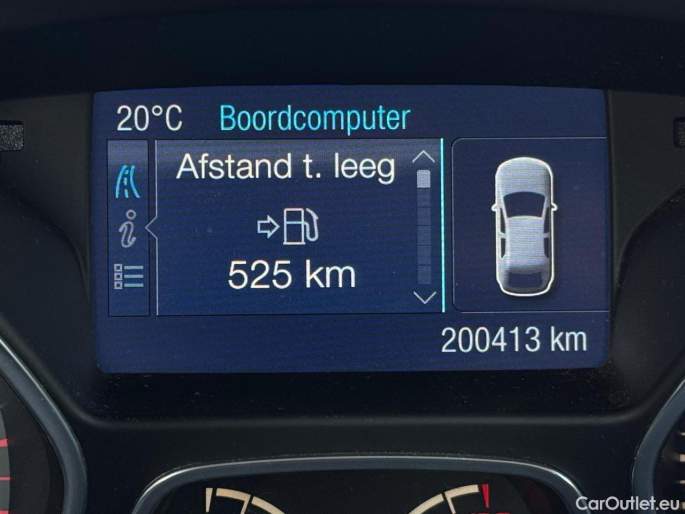 20°C Boordcomputer
Afstand t. leeg
525 km
200413 km
CarOutlet.eu